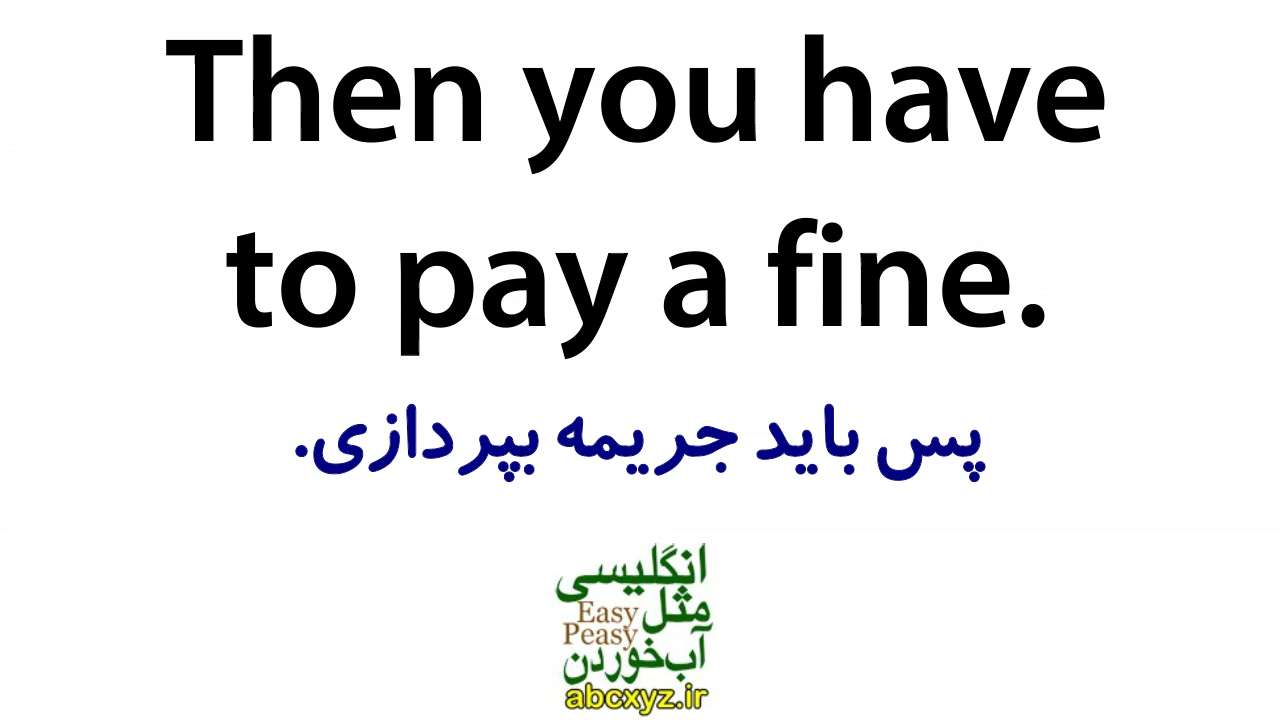 Then you have
to pay a fine.
پس باید جریمه بپردازی.
انگلیسی
مثل
Easy
Peasy
آب‌خوردن
abcxyz.ir